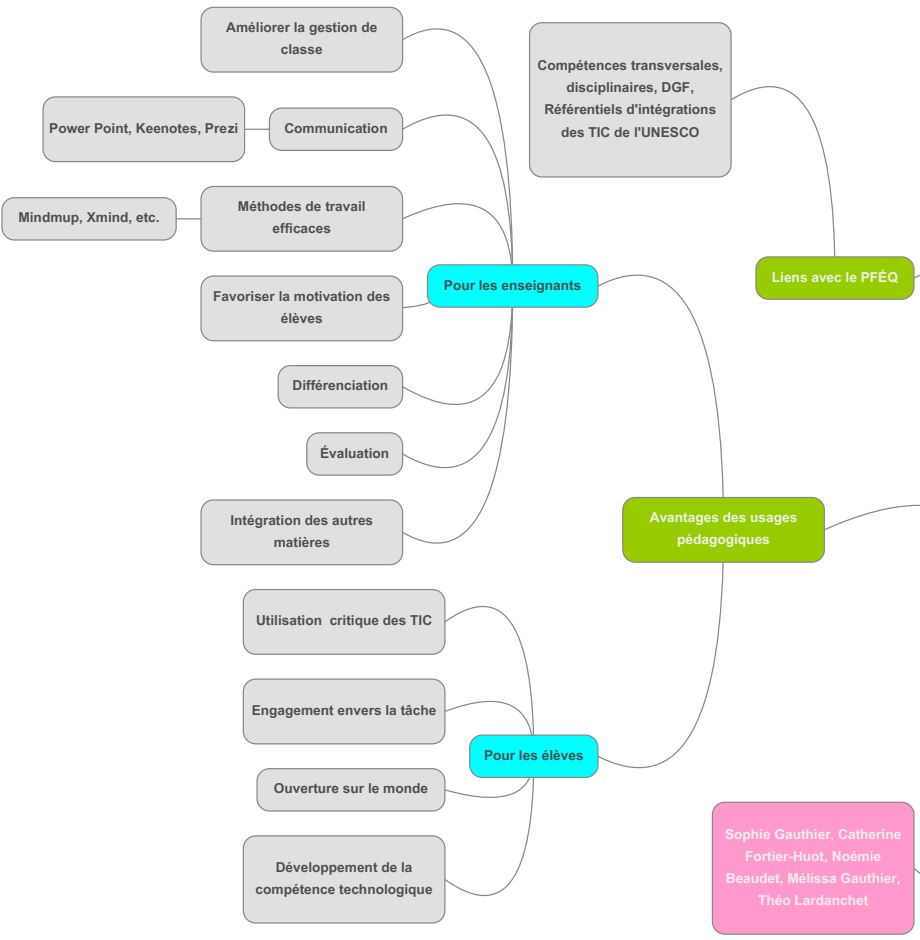 Améliorer la gestion de
classe
Compétences transversales,
disciplinaires, DGF,
Référentiels d'intégrations
des TIC de l'UNESCO
Power Point, Keenotes, Prezi
Communication
Mindmup, Xmind, etc.
Méthodes de travail
efficaces
Pour les enseignants
Liens avec le PFÉQ
Favoriser la motivation des
élèves
Différenciation
Évaluation
Intégration des autres
matières
Avantages des usages
pédagogiques
Utilisation critique des TIC
Engagement envers la tâche
Pour les élèves
Ouverture sur le monde
Développement de la
compétence technologique
Sophie Gauthier, Catherine
Fortier-Huot, Noémie
Beaudet, Mélissa Gauthier,
Théo Lardanchet